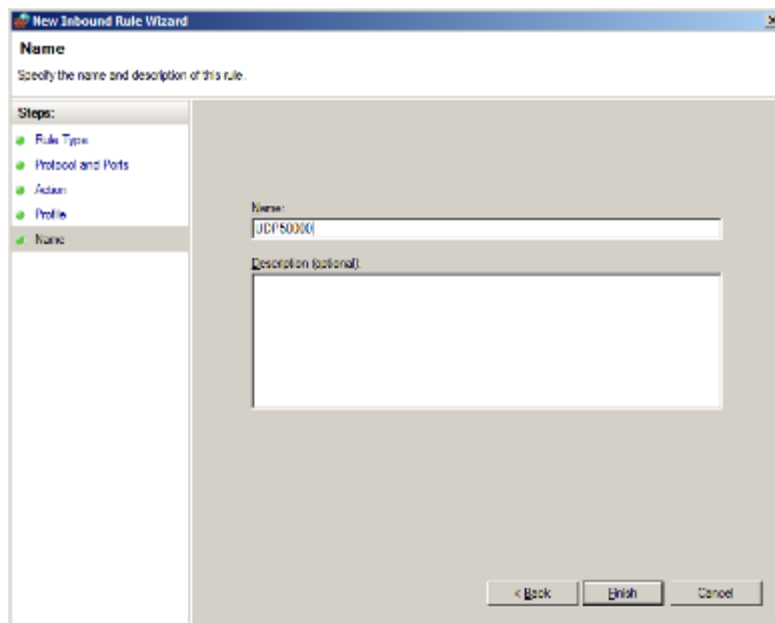 New Inbound Rule Wizard
Name
Specify the name and description of this rule.
Steps:
Rule Type
Protocol and Ports
Action
Profile
Name
Name:
UDP50000
Description (optional):
< Back
Finish
Cancel